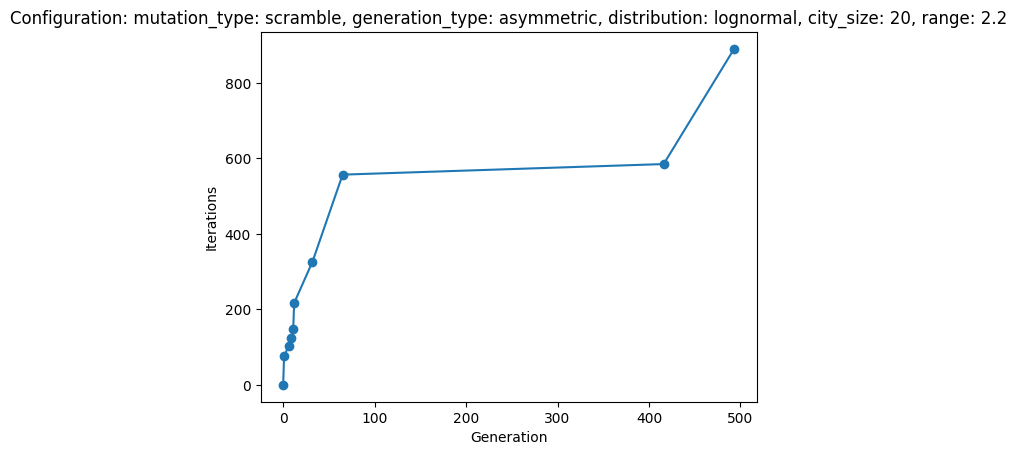 Configuration: mutation_type: scramble, generation_type: asymmetric, distribution: lognormal, city_size: 20, range: 2.2
800
600
400
200
0
Iterations
0 100 200 300 400 500
Generation